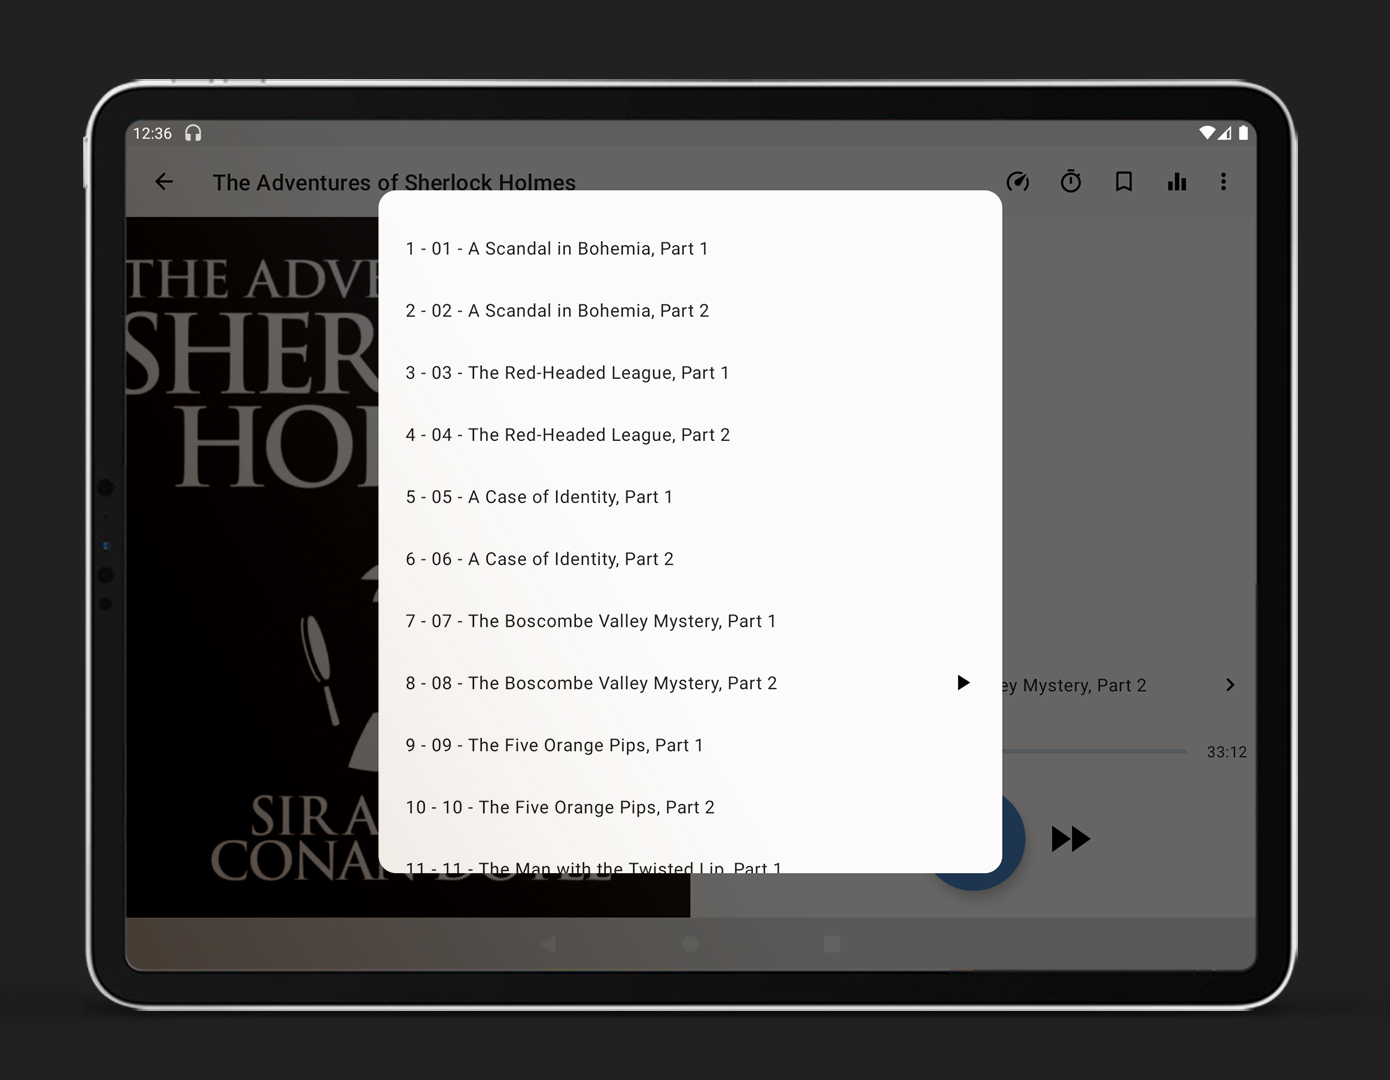 12:36
The Adventures of Sherlock Holmes
THE ADVE
SHER
HOL
1 - 01 - A Scandal in Bohemia, Part 1
2 - 02 - A Scandal in Bohemia, Part 2
3 - 03 - The Red-Headed League, Part 1
4 - 04 - The Red-Headed League, Part 2
5 - 05 - A Case of Identity, Part 1
6 - 06 - A Case of Identity, Part 2
7 - 07 - The Boscombe Valley Mystery, Part 1
8 - 08 - The Boscombe Valley Mystery, Part 2
9 - 09 - The Five Orange Pips, Part 1
10 - 10 - The Five Orange Pips, Part 2
11 - 11 - The Man with the Twisted Lip, Part 1
ey Mystery, Part 2
33:12
SIR A
CONAN DOYLE